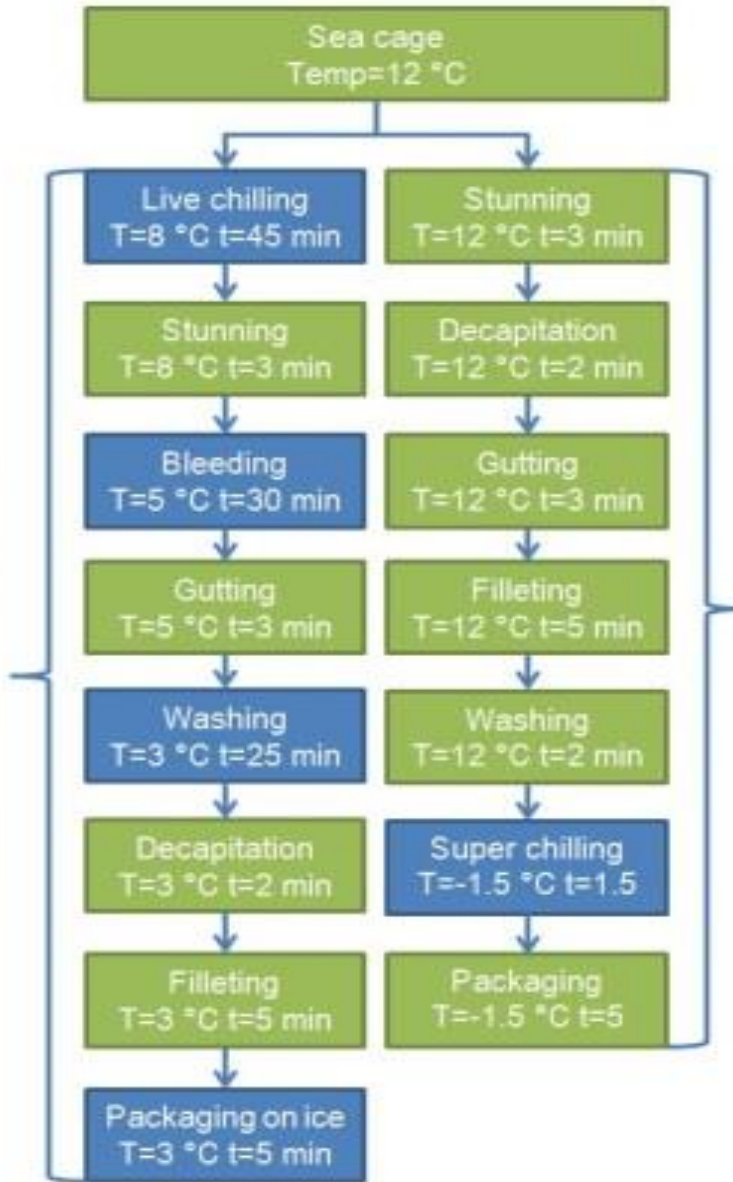 Sea cage
Temp=12 °C
Live chilling
T=8 °C t=45 min
Stunning
T=8 °C t=3 min
Bleeding
T=5 °C t=30 min
Gutting
T=5 °C t=3 min
Washing
T=3 °C t=25 min
Decapitation
T=3 °C t=2 min
Filleting
T=3 °C t=5 min
Packaging on ice
T=3 °C t=5 min
Stunning
T=12 °C t=3 min
Decapitation
T=12 °C t=2 min
Gutting
T=12 °C t=3 min
Filleting
T=12 °C t=5 min
Washing
T=12 °C t=2 min
Super chilling
T=-1.5 °C t=1.5
Packaging
T=-1.5 °C t=5